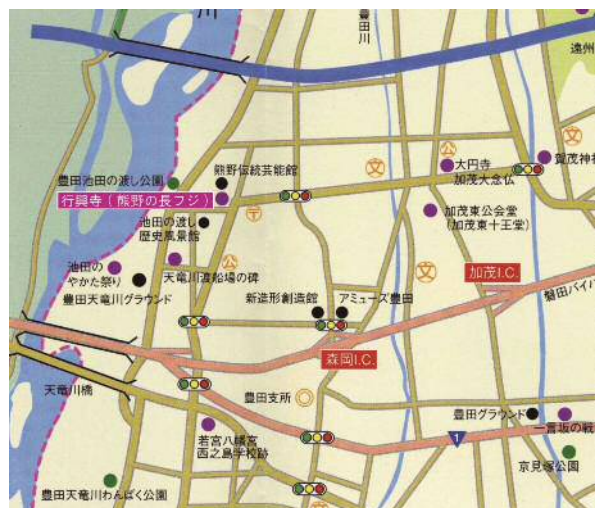 川
豊田川
遠州
文
公
大円寺
加茂大念仏
賀茂神社
熊野伝統芸能館
豊田池田の渡し公園
行興寺(熊野の長フジ)
文
〒
池田の渡し
歴史風景館
加茂東公会堂
(加茂東十王堂)
池田の
やかた祭り
天竜川渡船場の碑
公
文
加茂I.C.
豊田天竜川グラウンド
新造形創造館
アミューズ豊田
磐田バイパ
森岡I.C.
天竜川橋
豊田支所
豊田グラウンド
一言坂の戦
若宮八幡宮
西之島学校跡
1
京見塚公園
豊田天竜川わんぱく公園